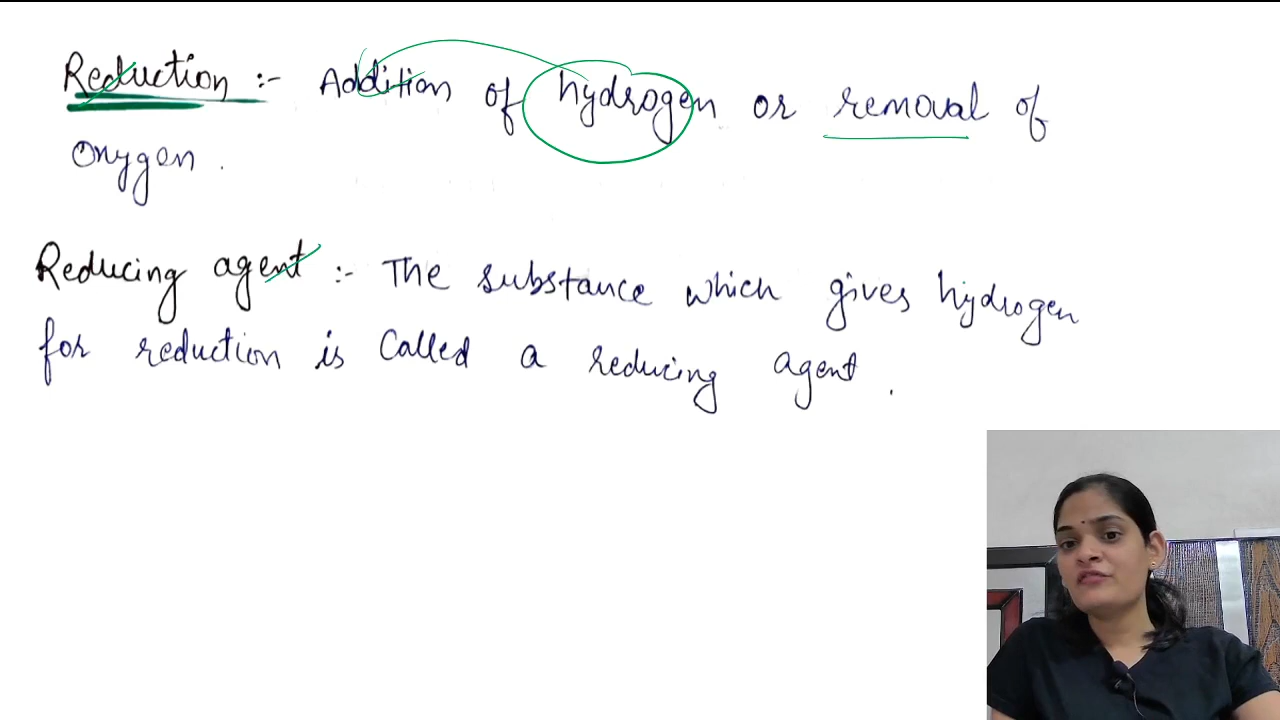 Reduction :- Addition of hydrogen or removal of
oxygen.
Reducing agent :- The substance which gives hydrogen
for reduction is called a reducing agent.